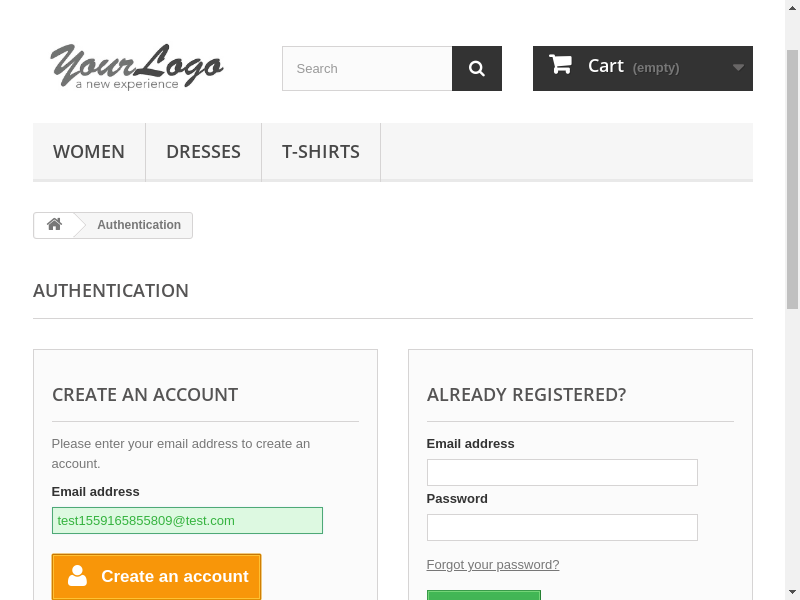 YourLogo
a new experience
Search
Cart (empty)
WOMEN
DRESSES
T-SHIRTS
Authentication
AUTHENTICATION
CREATE AN ACCOUNT
Please enter your email address to create an
account.
Email address
test1559165855809@test.com
Create an account
ALREADY REGISTERED?
Email address
Password
Forgot your password?